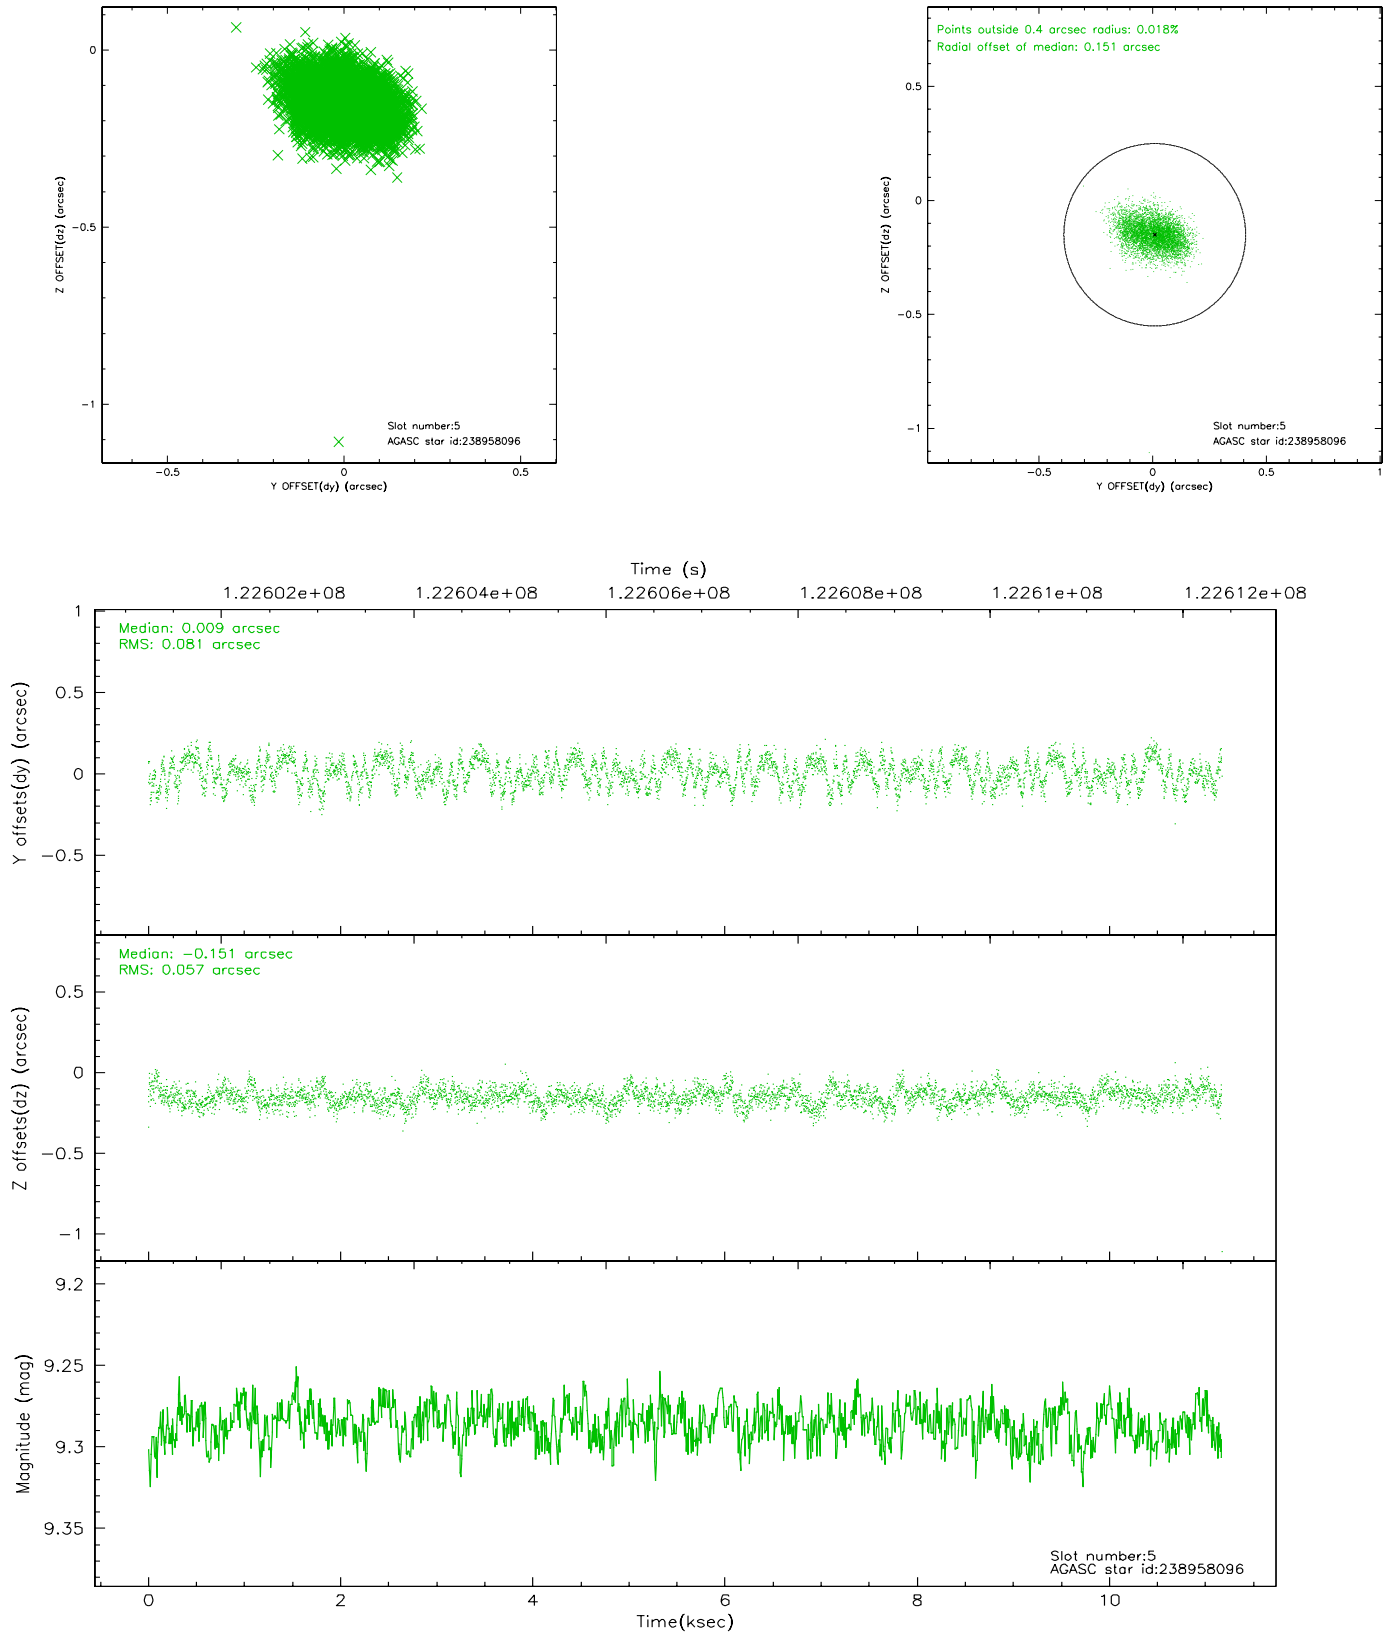 0
−0.5
−1
Z OFFSET(dz) (arcsec)
Slot number:5
AGASC star id:238958096
−0.5
0
0.5
Y OFFSET(dy) (arcsec)
Points outside 0.4 arcsec radius: 0.018%
Radial offset of median: 0.151 arcsec
0.5
0
−0.5
−1
Z OFFSET(dz) (arcsec)
Slot number:5
AGASC star id:238958096
−0.5
0
0.5
1
Y OFFSET(dy) (arcsec)
Time (s)
1.22602e+08 1.22604e+08 1.22606e+08 1.22608e+08 1.2261e+08 1.22612e+08
1
0.5
0
−0.5
Y offsets(dy) (arcsec)
Median: 0.009 arcsec
RMS: 0.081 arcsec
0.5
0
−0.5
−1
Z offsets(dz) (arcsec)
Median: −0.151 arcsec
RMS: 0.057 arcsec
9.2
9.25
9.3
9.35
Magnitude (mag)
Slot number:5
AGASC star id:238958096
0 2 4 6 8 10
Time(ksec)